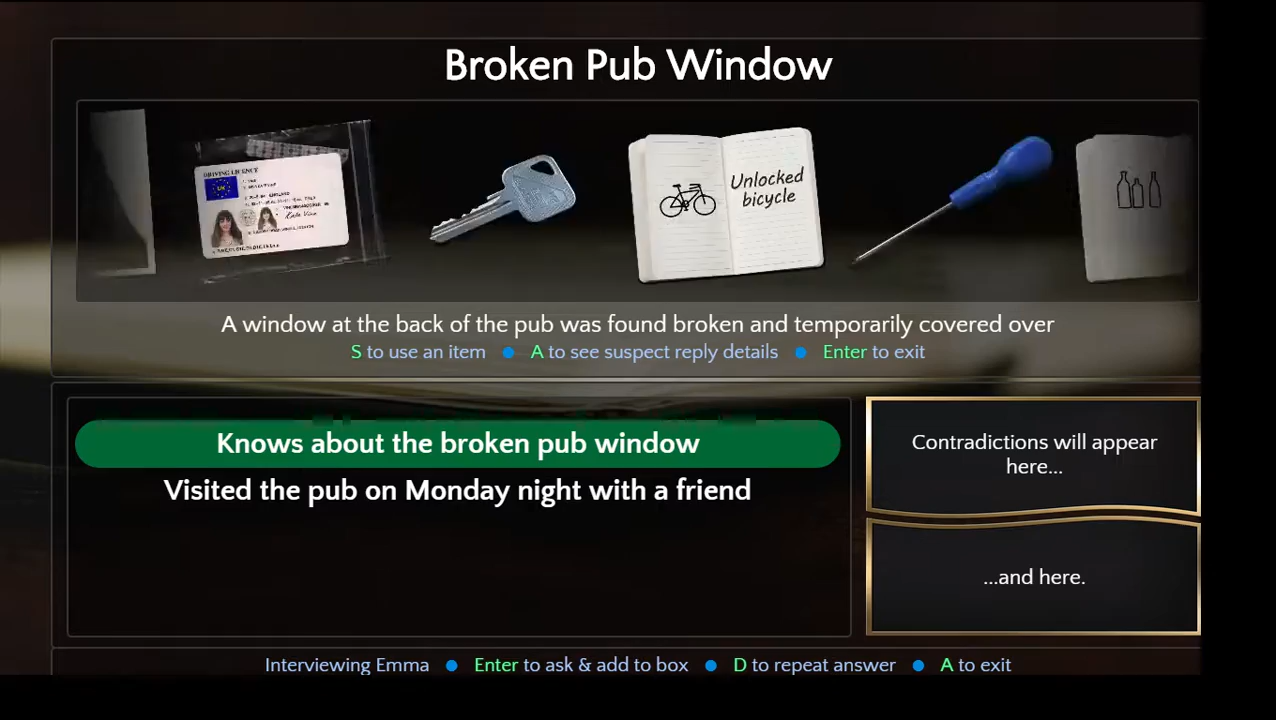 Broken Pub Window
DRIVING LICENCE
UK
Unlocked
bicycle
A window at the back of the pub was found broken and temporarily covered over
S to use an item ● A to see suspect reply details ● Enter to exit
Knows about the broken pub window
Visited the pub on Monday night with a friend
Contradictions will appear
here...
...and here.
Interviewing Emma ● Enter to ask & add to box ● D to repeat answer ● A to exit